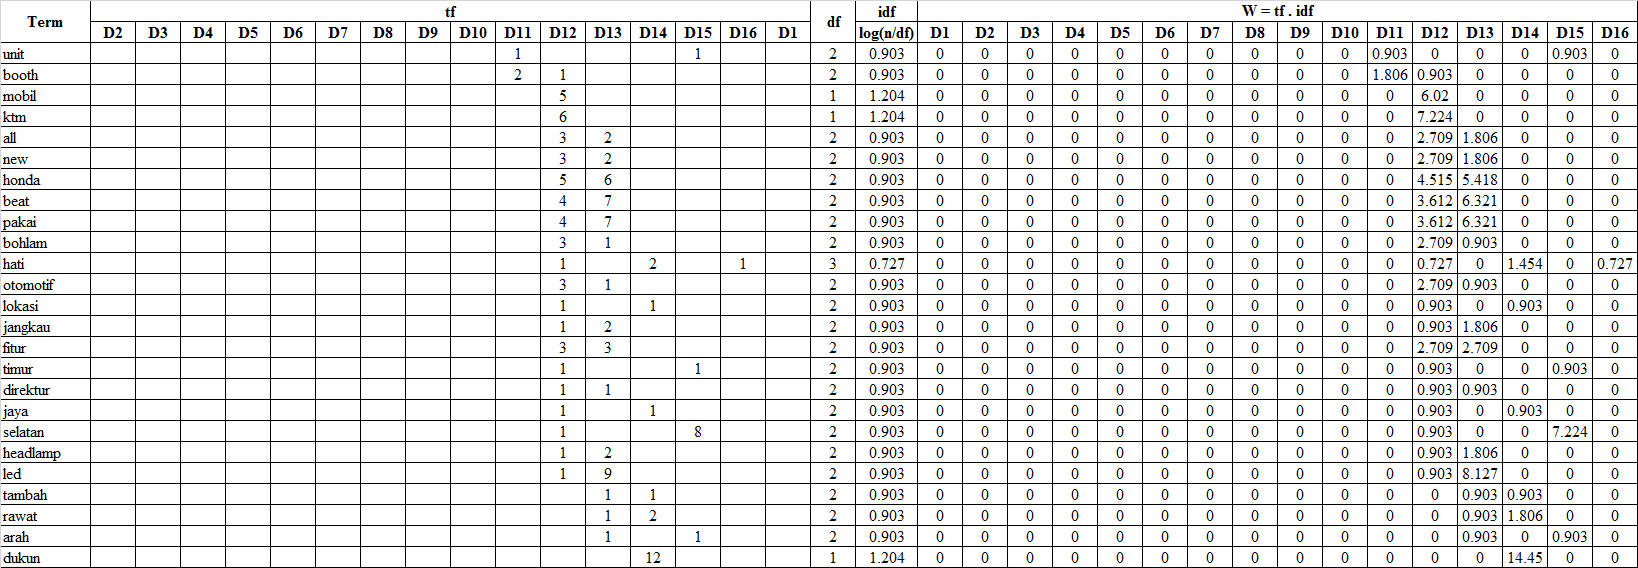 Term tf df idf W = tf . idf
D2 D3 D4 D5 D6 D7 D8 D9 D10 D11 D12 D13 D14 D15 D16 D1 log(n/df) D1 D2 D3 D4 D5 D6 D7 D8 D9 D10 D11 D12 D13 D14 D15 D16
unit 1 1 2 0.903 0 0 0 0 0 0 0 0 0 0 0.903 0 0 0 0.903 0
booth 2 1 2 0.903 0 0 0 0 0 0 0 0 0 0 1.806 0.903 0 0 0 0
mobil 5 1 1.204 0 0 0 0 0 0 0 0 0 0 0 6.02 0 0 0 0
ktm 6 1 1.204 0 0 0 0 0 0 0 0 0 0 0 7.224 0 0 0 0
all 3 2 2 0.903 0 0 0 0 0 0 0 0 0 0 0 2.709 1.806 0 0 0
new 3 2 2 0.903 0 0 0 0 0 0 0 0 0 0 0 2.709 1.806 0 0 0
honda 5 6 2 0.903 0 0 0 0 0 0 0 0 0 0 0 4.515 5.418 0 0 0
beat 4 7 2 0.903 0 0 0 0 0 0 0 0 0 0 0 3.612 6.321 0 0 0
pakai 4 7 2 0.903 0 0 0 0 0 0 0 0 0 0 0 3.612 6.321 0 0 0
bohlam 3 1 2 0.903 0 0 0 0 0 0 0 0 0 0 0 2.709 0.903 0 0 0
hati 1 2 1 3 0.727 0 0 0 0 0 0 0 0 0 0 0 0.727 0 1.454 0 0.727
otomotif 3 1 2 0.903 0 0 0 0 0 0 0 0 0 0 0 2.709 0.903 0 0 0
lokasi 1 1 2 0.903 0 0 0 0 0 0 0 0 0 0 0 0.903 0 0.903 0 0
jangkau 1 2 2 0.903 0 0 0 0 0 0 0 0 0 0 0 0.903 1.806 0 0 0
fitur 3 3 2 0.903 0 0 0 0 0 0 0 0 0 0 0 2.709 2.709 0 0 0
timur 1 1 2 0.903 0 0 0 0 0 0 0 0 0 0 0 0.903 0 0 0.903 0
direktur 1 1 2 0.903 0 0 0 0 0 0 0 0 0 0 0 0.903 0.903 0 0 0
jaya 1 1 2 0.903 0 0 0 0 0 0 0 0 0 0 0 0.903 0 0.903 0 0
selatan 1 8 2 0.903 0 0 0 0 0 0 0 0 0 0 0 0.903 0 0 7.224 0
headlamp 1 2 2 0.903 0 0 0 0 0 0 0 0 0 0 0 0.903 1.806 0 0 0
led 1 9 2 0.903 0 0 0 0 0 0 0 0 0 0 0 0.903 8.127 0 0 0
tambah 1 1 2 0.903 0 0 0 0 0 0 0 0 0 0 0 0 0.903 0.903 0 0
rawat 1 2 2 0.903 0 0 0 0 0 0 0 0 0 0 0 0 0.903 1.806 0 0
arah 1 1 2 0.903 0 0 0 0 0 0 0 0 0 0 0 0 0.903 0 0.903 0
dukun 12 1 1.204 0 0 0 0 0 0 0 0 0 0 0 0 0 14.45 0 0